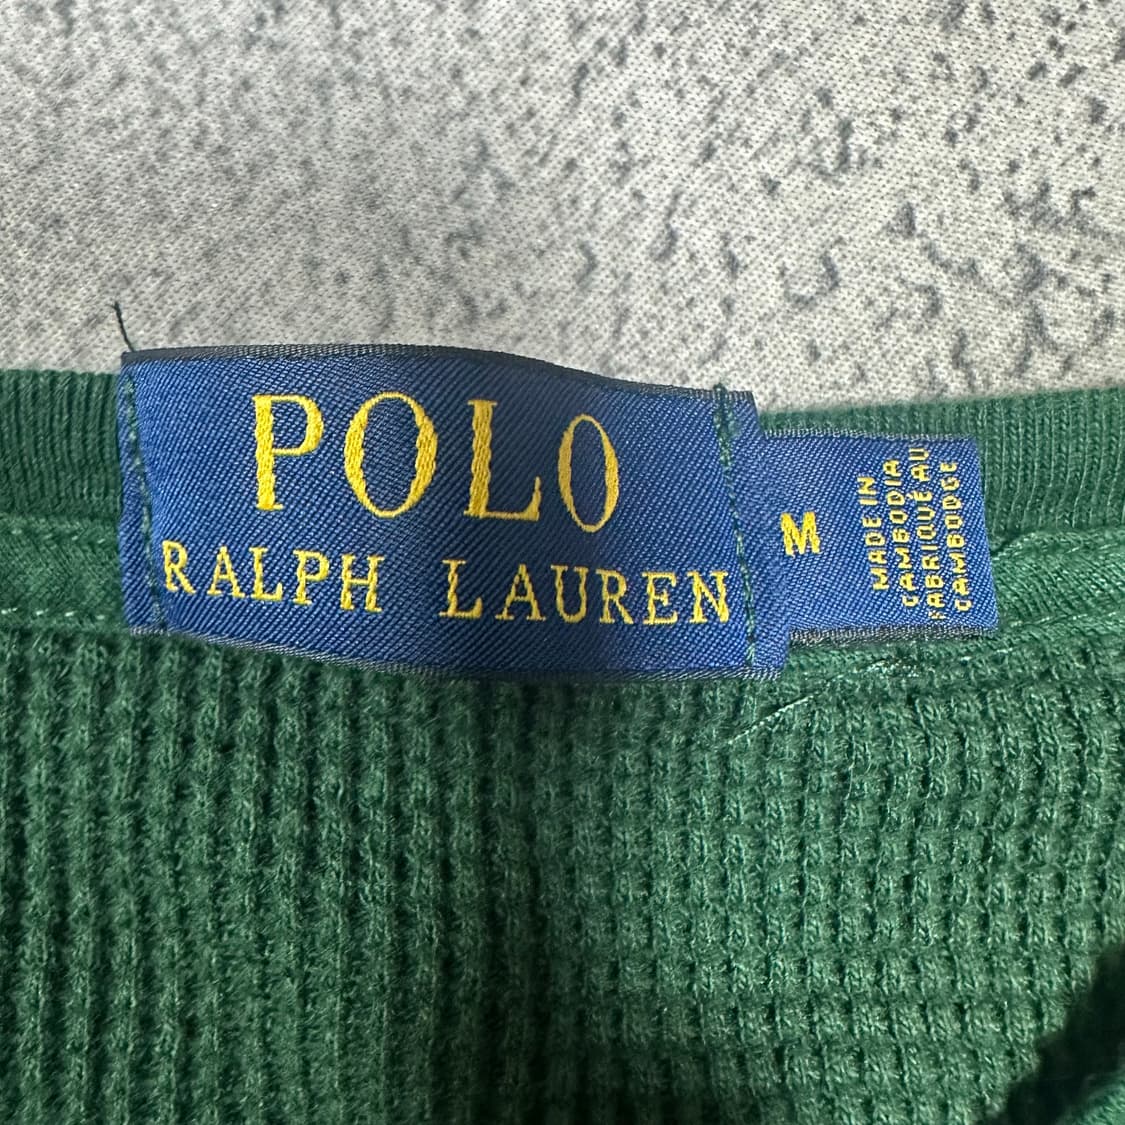 POLO
RALPH LAUREN
M
MADE IN
CAMBODIA
FABRIQUÉ AU
CAMBODGE